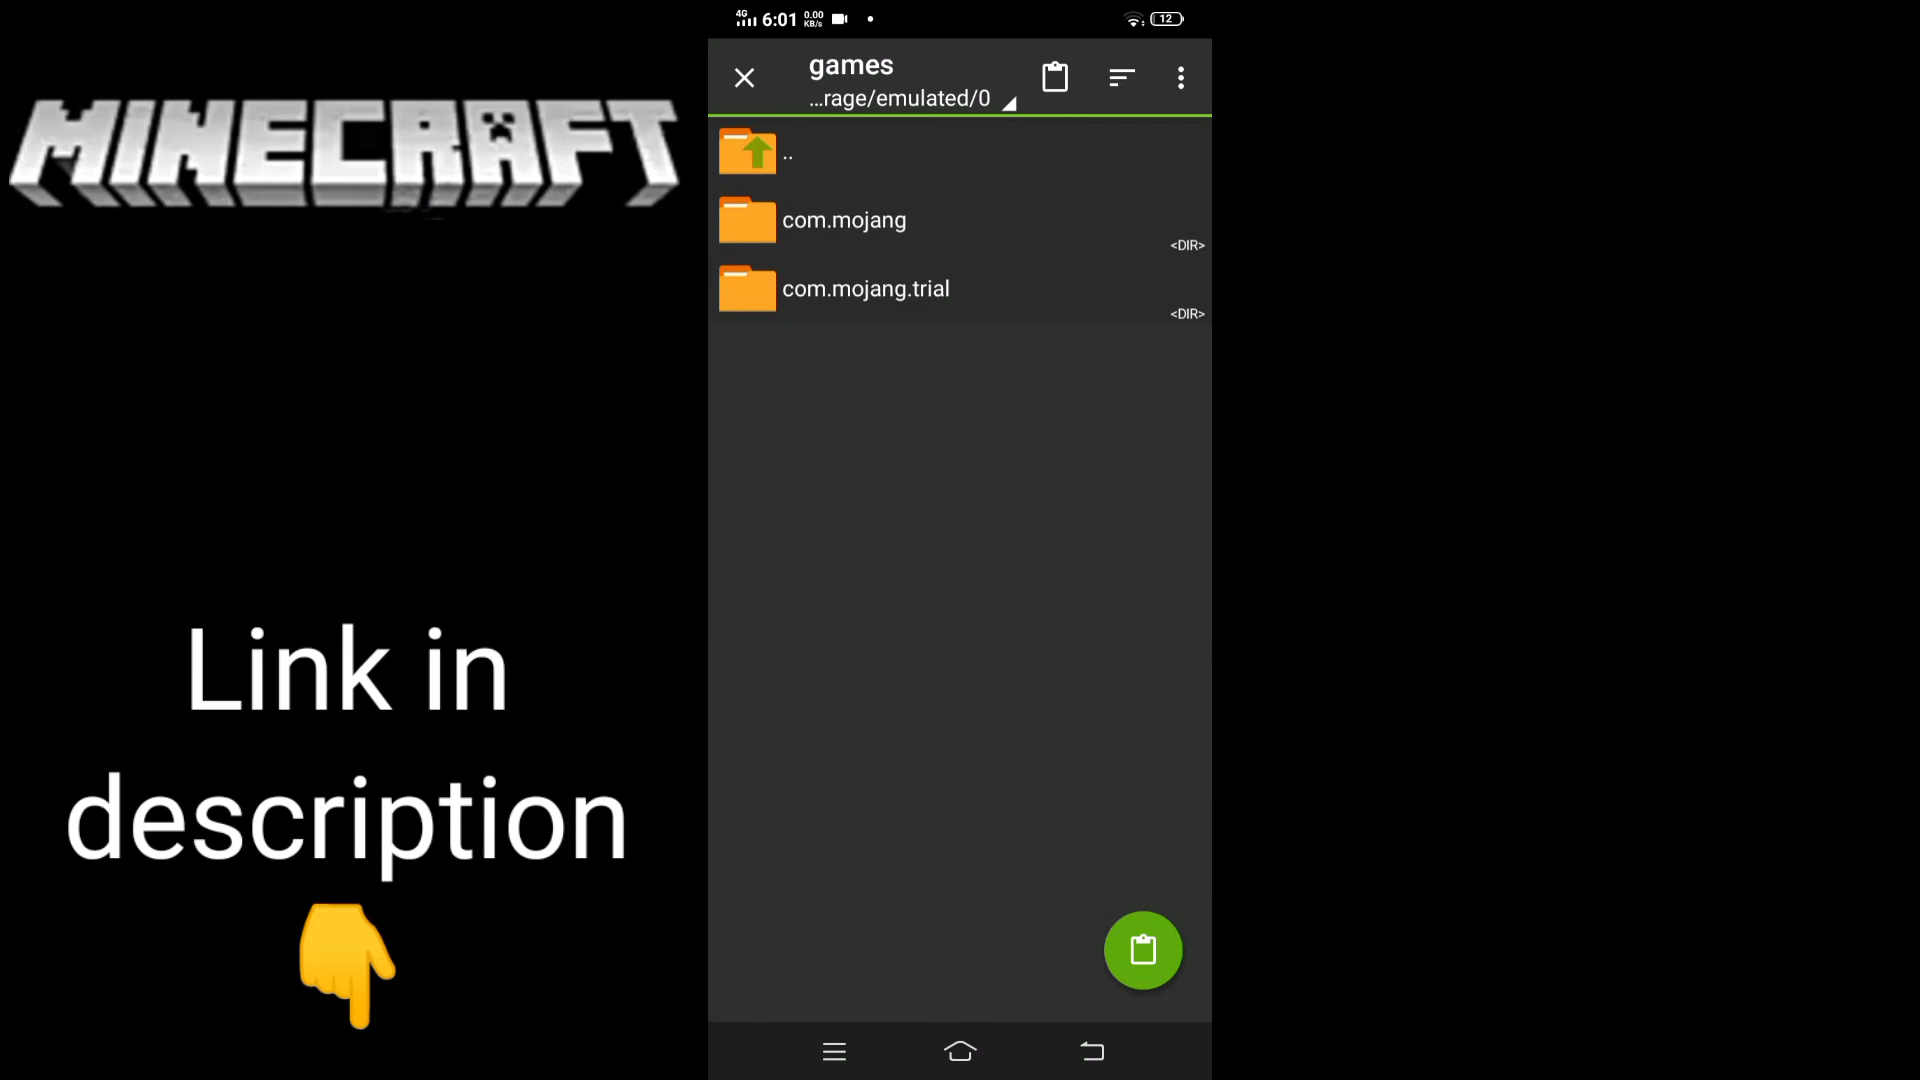 MINECRAFT
Link in
description
4G
6:01
0.00
KB/s
12
games
...rage/emulated/0
..
com.mojang
<DIR>
com.mojang.trial
<DIR>